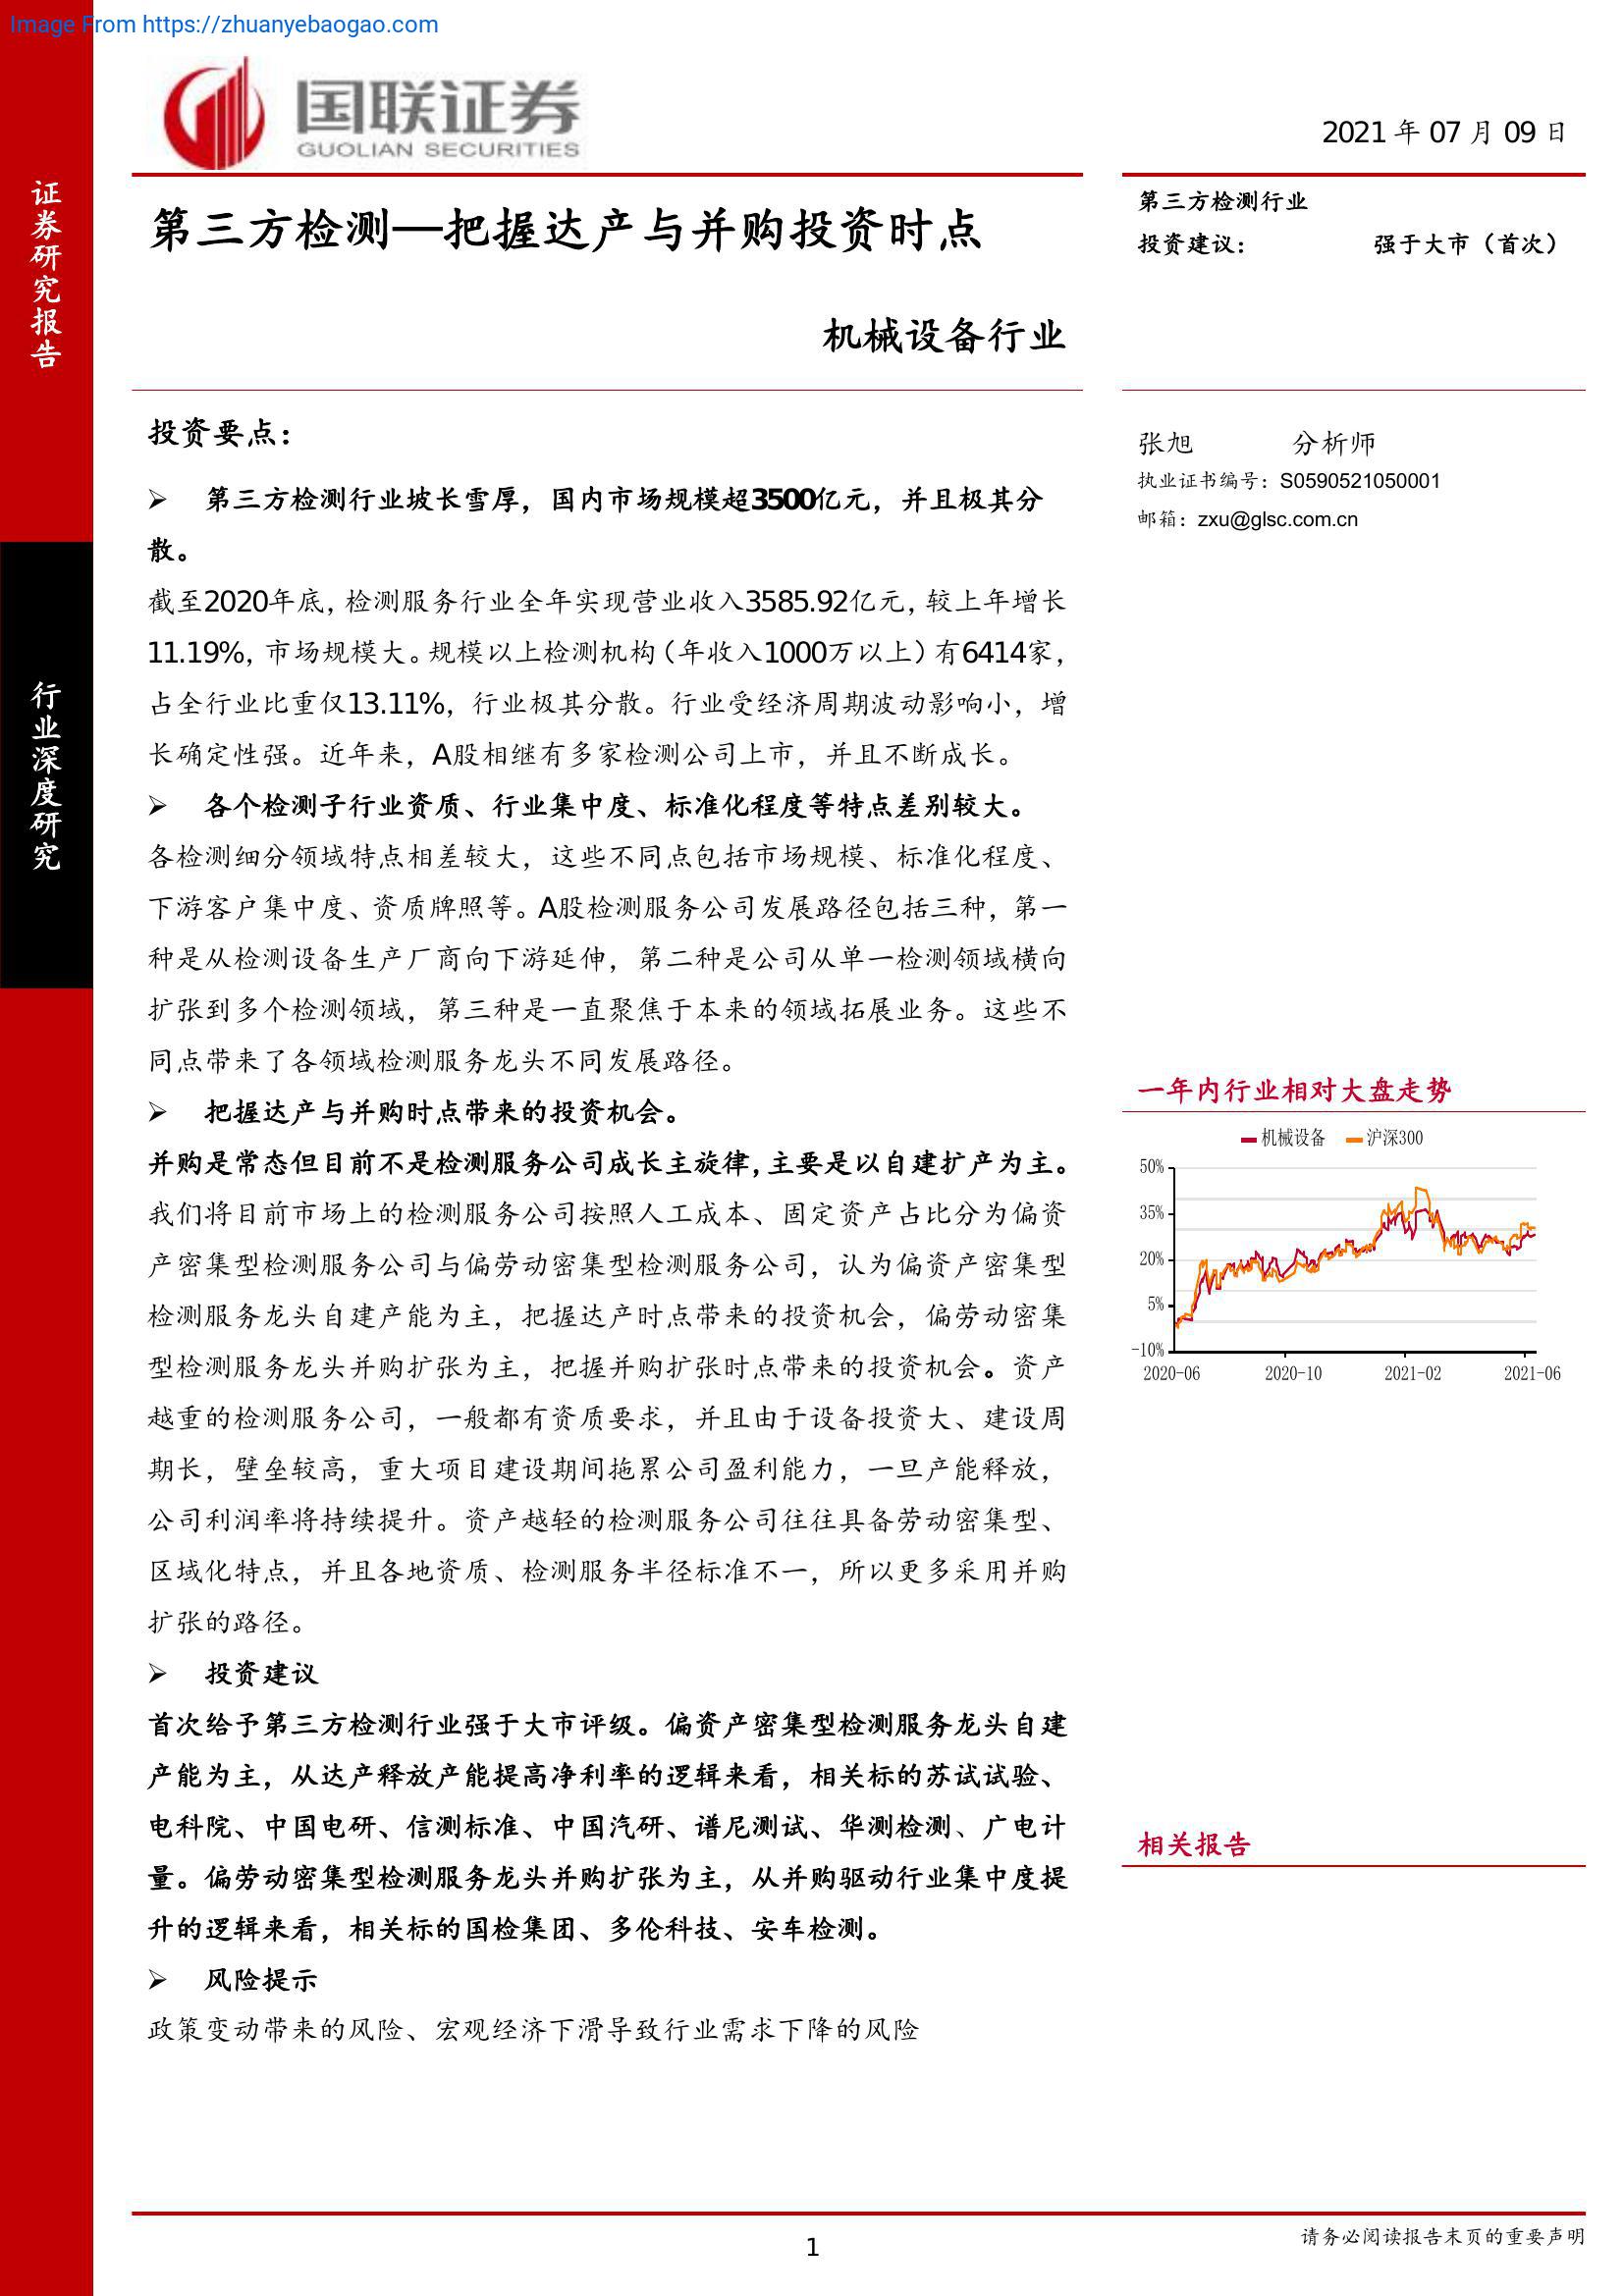 Image From https://zhuanyebaogao.com
国联证券
GUOLIAN SECURITIES
2021 年 07 月 09 日
证券研究报告
行业深度研究
第三方检测—把握达产与并购投资时点
机械设备行业
第三方检测行业
投资建议： 强于大市（首次）
张旭 分析师
执业证书编号：S0590521050001
邮箱：zxu@glsc.com.cn
投资要点：
➢ 第三方检测行业坡长雪厚，国内市场规模超3500亿元，并且极其分
散。
截至2020年底，检测服务行业全年实现营业收入3585.92亿元，较上年增长
11.19%，市场规模大。规模以上检测机构（年收入1000万以上）有6414家，
占全行业比重仅13.11%，行业极其分散。行业受经济周期波动影响小，增
长确定性强。近年来，A股相继有多家检测公司上市，并且不断成长。
➢ 各个检测子行业资质、行业集中度、标准化程度等特点差别较大。
各检测细分领域特点相差较大，这些不同点包括市场规模、标准化程度、
下游客户集中度、资质牌照等。A股检测服务公司发展路径包括三种，第一
种是从检测设备生产厂商向下游延伸，第二种是公司从单一检测领域横向
扩张到多个检测领域，第三种是一直聚焦于本来的领域拓展业务。这些不
同点带来了各领域检测服务龙头不同发展路径。
➢ 把握达产与并购时点带来的投资机会。
并购是常态但目前不是检测服务公司成长主旋律，主要是以自建扩产为主。
我们将目前市场上的检测服务公司按照人工成本、固定资产占比分为偏资
产密集型检测服务公司与偏劳动密集型检测服务公司，认为偏资产密集型
检测服务龙头自建产能为主，把握达产时点带来的投资机会，偏劳动密集
型检测服务龙头并购扩张为主，把握并购扩张时点带来的投资机会。资产
越重的检测服务公司，一般都有资质要求，并且由于设备投资大、建设周
期长，壁垒较高，重大项目建设期间拖累公司盈利能力，一旦产能释放，
公司利润率将持续提升。资产越轻的检测服务公司往往具备劳动密集型、
区域化特点，并且各地资质、检测服务半径标准不一，所以更多采用并购
扩张的路径。
➢ 投资建议
首次给予第三方检测行业强于大市评级。偏资产密集型检测服务龙头自建
产能为主，从达产释放产能提高净利率的逻辑来看，相关标的苏试试验、
电科院、中国电研、信测标准、中国汽研、谱尼测试、华测检测、广电计
量。偏劳动密集型检测服务龙头并购扩张为主，从并购驱动行业集中度提
升的逻辑来看，相关标的国检集团、多伦科技、安车检测。
➢ 风险提示
政策变动带来的风险、宏观经济下滑导致行业需求下降的风险
一年内行业相对大盘走势
机械设备 沪深300
50%
35%
20%
5%
-10%
2020-06 2020-10 2021-02 2021-06
相关报告
1
请务必阅读报告末页的重要声明